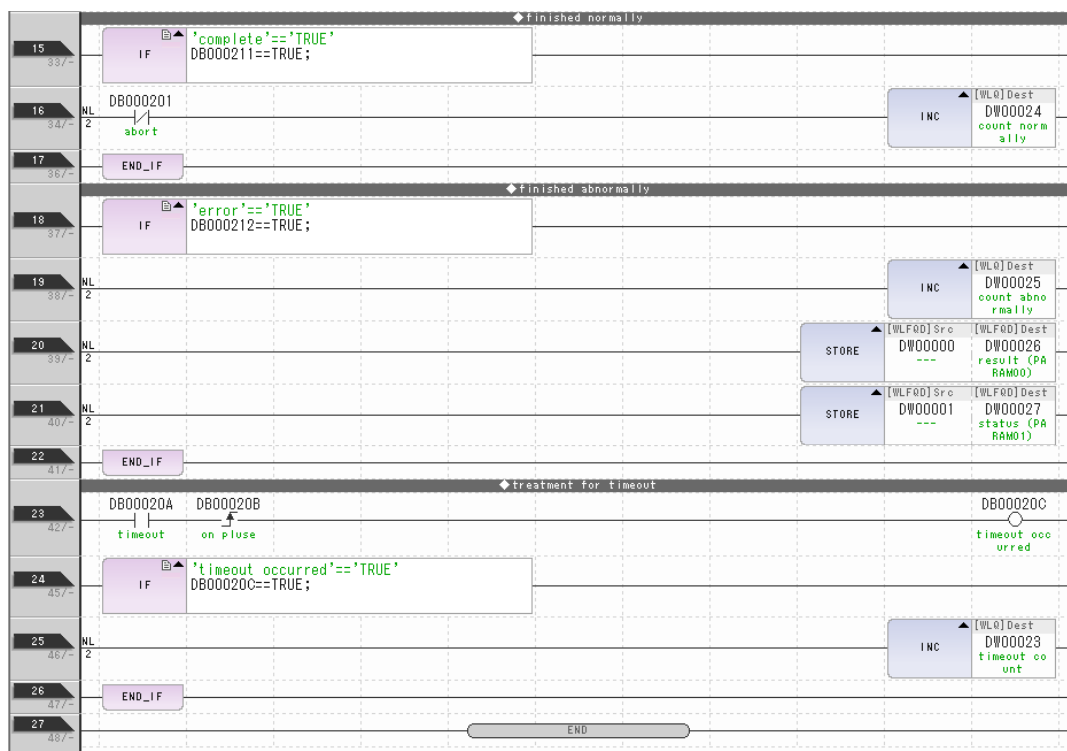 ◆finished normally
15
33/-
IF
'complete'=='TRUE'
DB000211==TRUE;
16
34/-
NL
2
DB000201
abort
INC
[WLQ]Dest
DW00024
count norm
ally
17
36/-
END_IF
◆finished abnormally
18
37/-
IF
'error'=='TRUE'
DB000212==TRUE;
19
38/-
NL
2
INC
[WLQ]Dest
DW00025
count abno
rmally
20
39/-
NL
2
STORE
[WLFQD]Src
DW00000
---
[WLFQD]Dest
DW00026
result (PA
RAM00)
21
40/-
NL
2
STORE
[WLFQD]Src
DW00001
---
[WLFQD]Dest
DW00027
status (PA
RAM01)
22
41/-
END_IF
◆treatment for timeout
23
42/-
DB00020A
timeout
DB00020B
on pluse
DB00020C
timeout occ
urred
24
45/-
IF
'timeout occurred'=='TRUE'
DB00020C==TRUE;
25
46/-
NL
2
INC
[WLQ]Dest
DW00023
timeout co
unt
26
47/-
END_IF
27
48/-
END